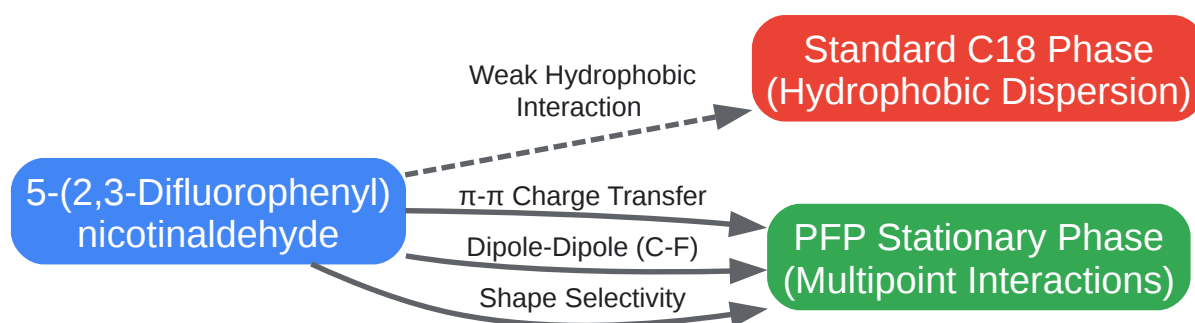 Standard C18 Phase
(Hydrophobic Dispersion)
Weak Hydrophobic
Interaction
5-(2,3-Difluorophenyl)
nicotinaldehyde
π-π Charge Transfer
Dipole-Dipole (C-F)
Shape Selectivity
PFP Stationary Phase
(Multipoint Interactions)